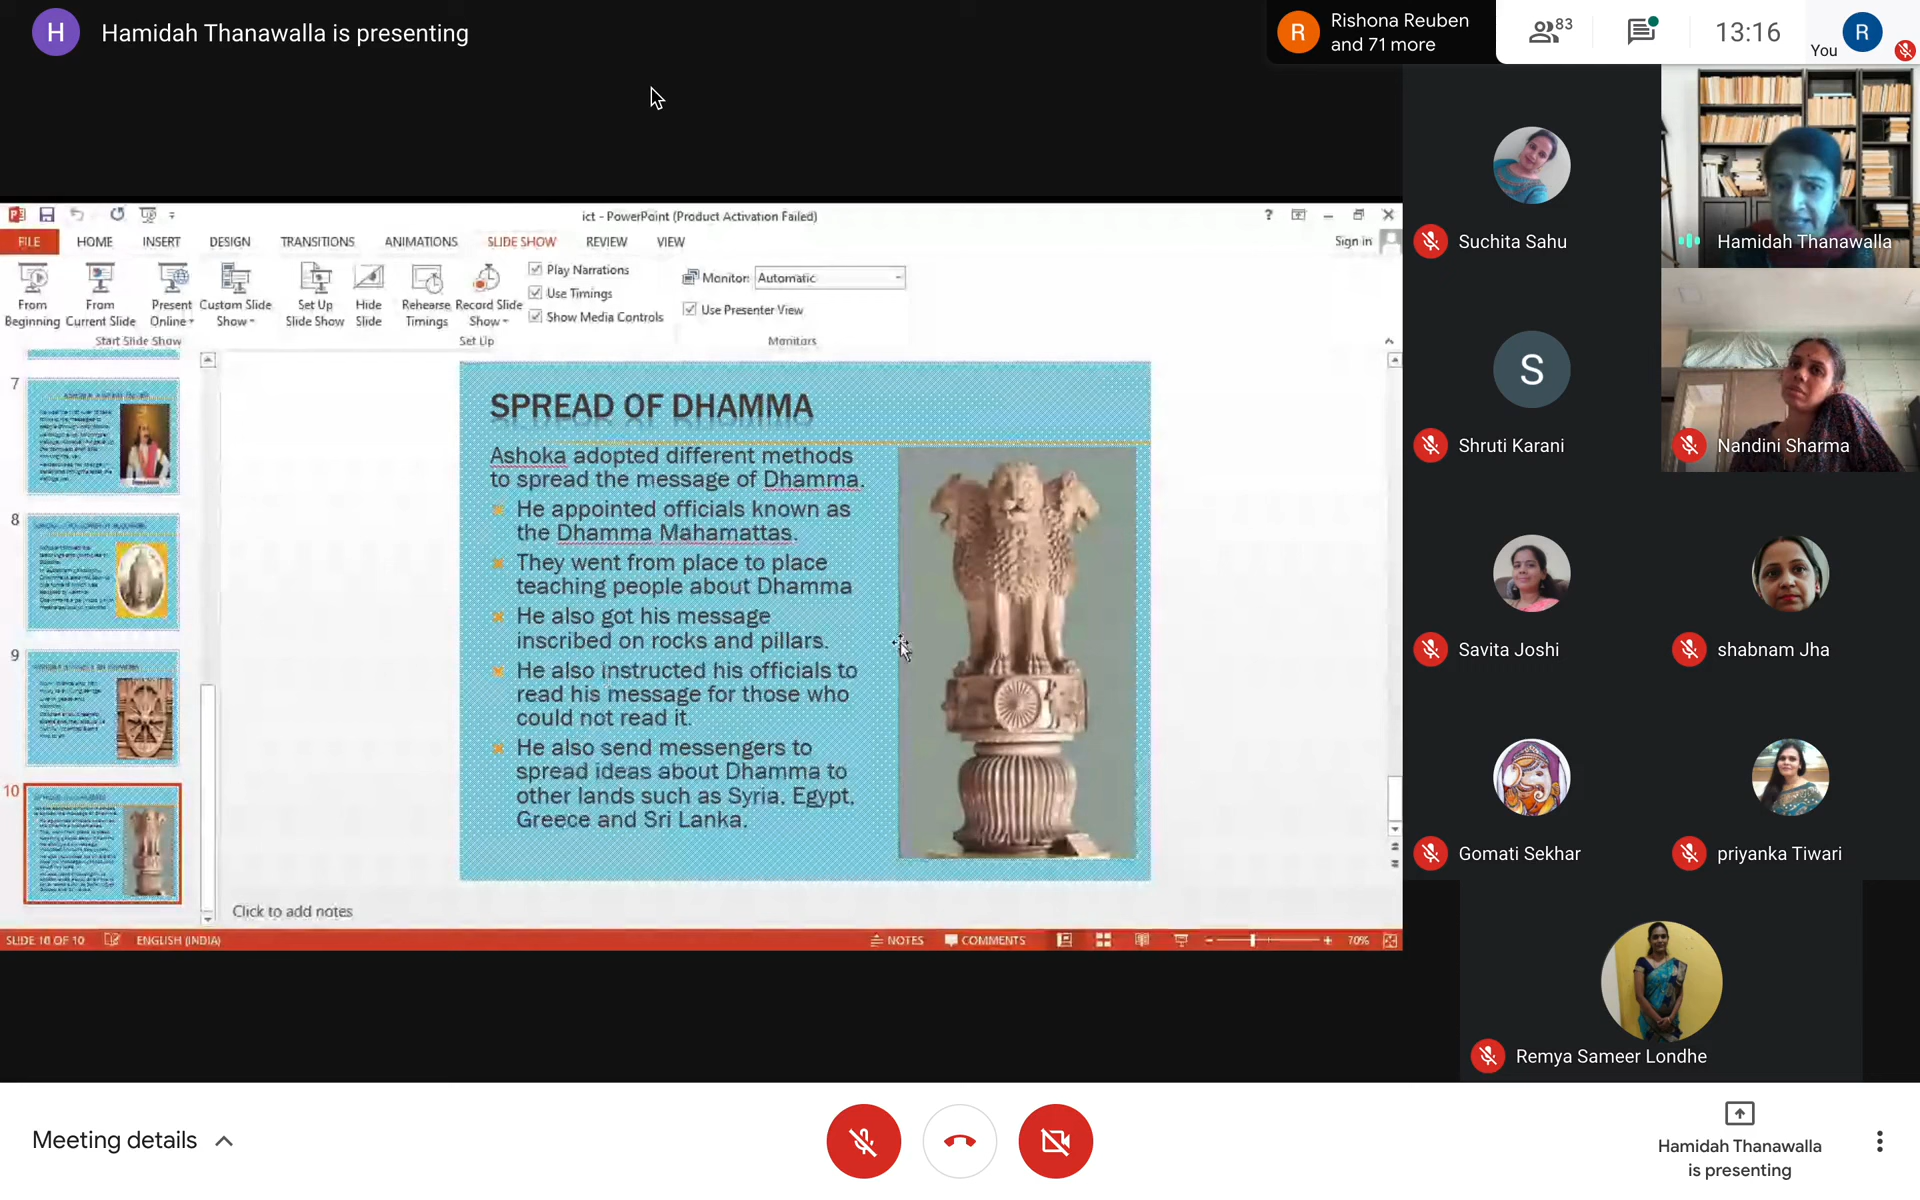 H
Hamidah Thanawalla is presenting
R
Rishona Reuben
and 71 more
83
13:16
You
R
ict - PowerPoint (Product Activation Failed)
?
FILE
HOME
INSERT
DESIGN
TRANSITIONS
ANIMATIONS
SLIDE SHOW
REVIEW
VIEW
Sign in
From
Beginning
From
Current Slide
Present
Online
Custom Slide
Show
Set Up
Slide Show
Hide
Slide
Rehearse
Timings
Record Slide
Show
Play Narrations
Use Timings
Show Media Controls
Monitor:
Automatic
Use Presenter View
Start Slide Show
Set Up
Monitors
7
8
9
10
SPREAD OF DHAMMA
Ashoka adopted different methods
to spread the message of Dhamma.
He appointed officials known as
the Dhamma Mahamattas.
They went from place to place
teaching people about Dhamma
He also got his message
inscribed on rocks and pillars.
He also instructed his officials to
read his message for those who
could not read it.
He also send messengers to
spread ideas about Dhamma to
other lands such as Syria, Egypt,
Greece and Sri Lanka.
Click to add notes
SLIDE 10 OF 10
ENGLISH (INDIA)
NOTES
COMMENTS
70%
Suchita Sahu
Hamidah Thanawalla
S
Shruti Karani
Nandini Sharma
Savita Joshi
shabnam Jha
Gomati Sekhar
priyanka Tiwari
Remya Sameer Londhe
Meeting details
Hamidah Thanawalla
is presenting